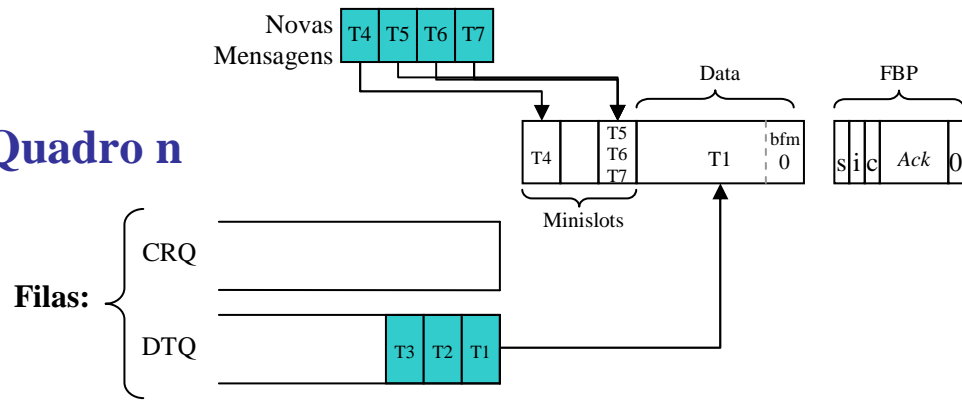 Novas
Mensagens
T4 T5 T6 T7
Data
FBP
Quadro n
T4
T5
T6
T7
T1
bfm
0
s i c Ack 0
Minislots
CRQ
Filas:
DTQ
T3 T2 T1